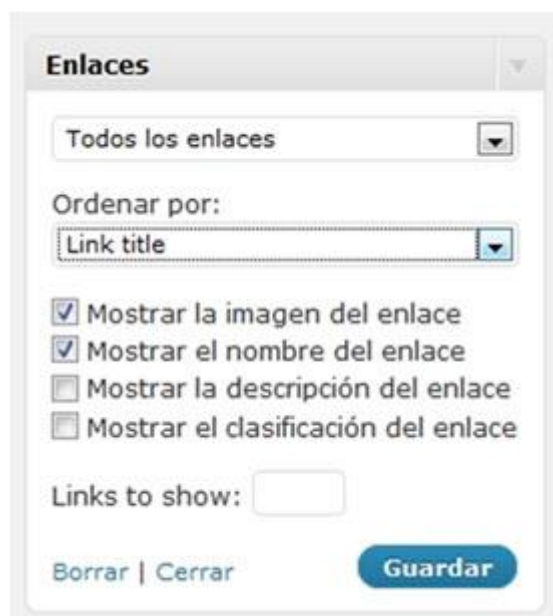 Enlaces
Todos los enlaces
Ordenar por:
Link title
Mostrar la imagen del enlace
Mostrar el nombre del enlace
Mostrar la descripción del enlace
Mostrar el clasificación del enlace
Links to show:
Borrar | Cerrar Guardar